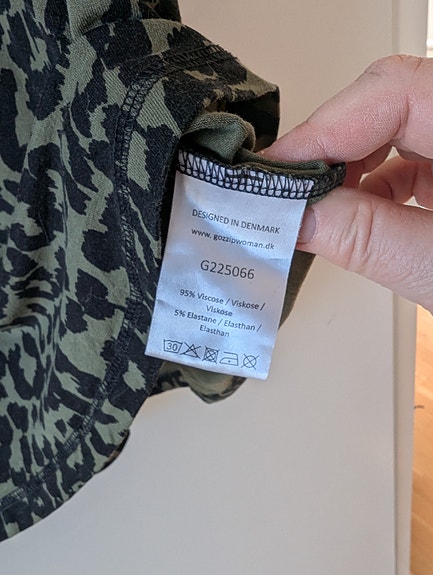 DESIGNED IN DENMARK
www.gozzipwoman.dk
G225066
95% Viscose / Viskose /
Viskose
5% Elastane / Elasthan /
Elasthan
30